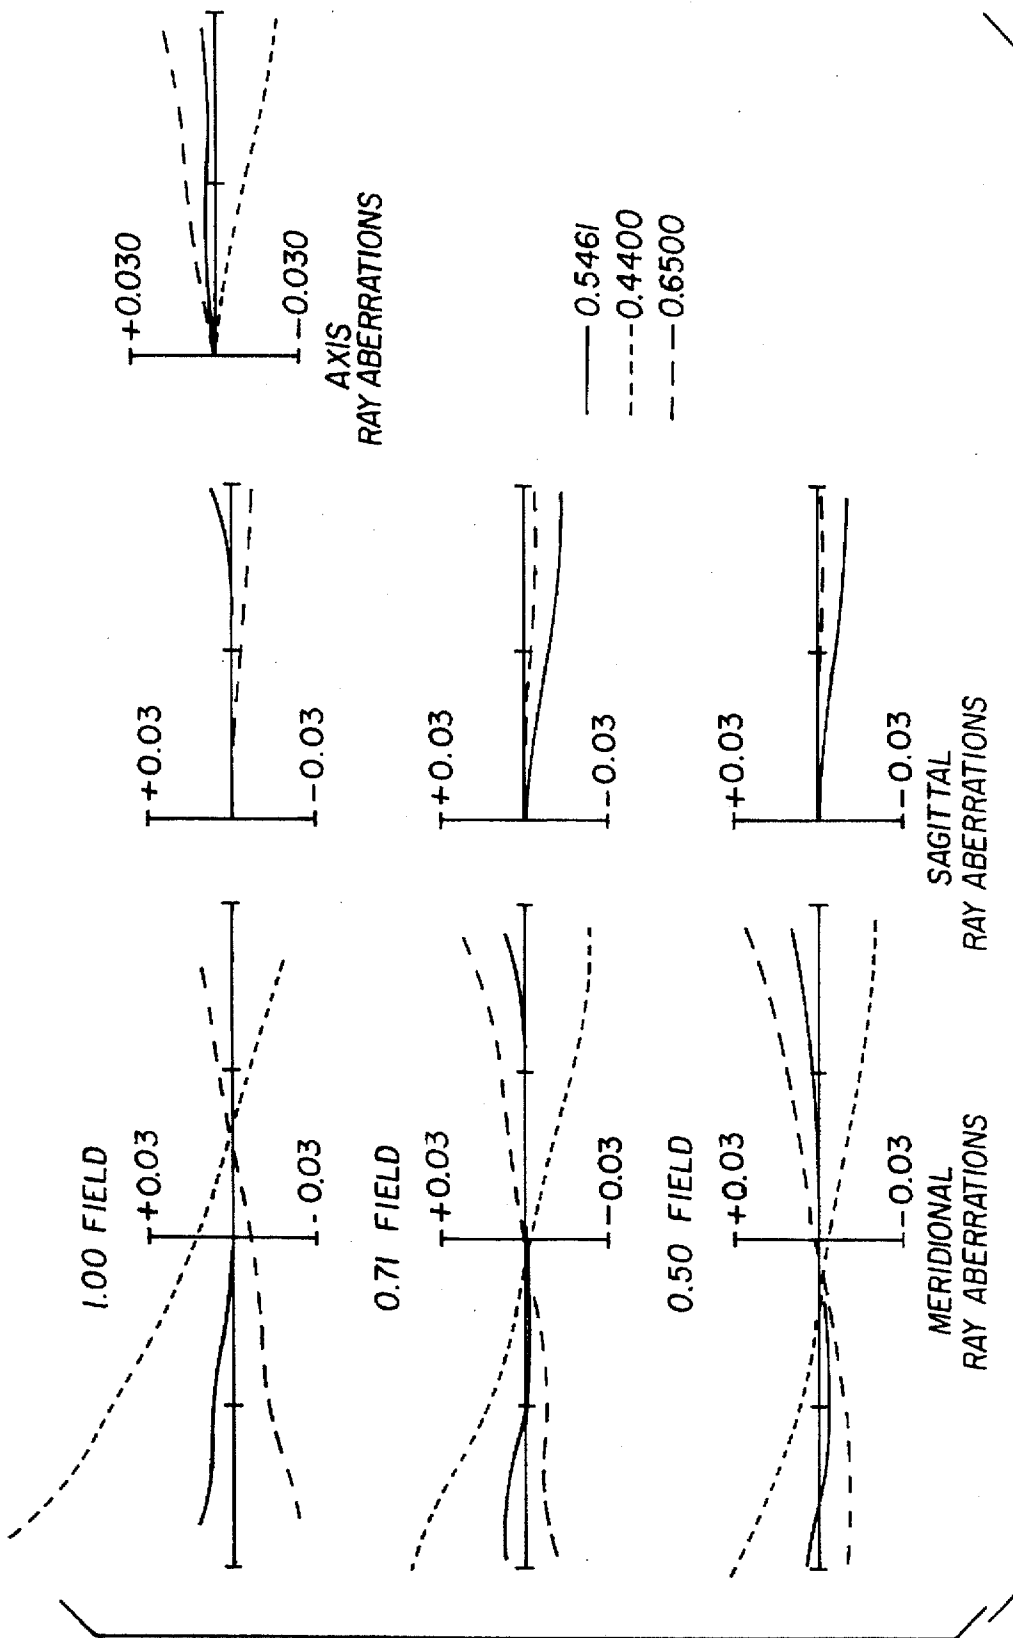 1.00 FIELD
+0.03
-0.03
+0.03
-0.03
+0.030
-0.030
AXIS
RAY ABERRATIONS
0.71 FIELD
+0.03
-0.03
+0.03
-0.03
0.5461
0.4400
0.6500
0.50 FIELD
+0.03
-0.03
+0.03
-0.03
MERIDIONAL
RAY ABERRATIONS
SAGITTAL
RAY ABERRATIONS